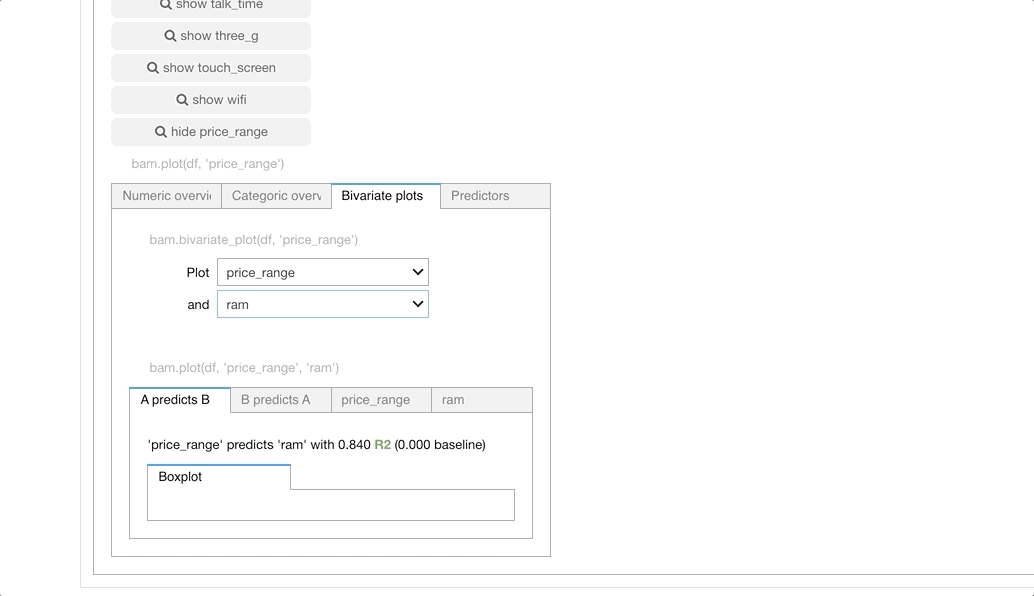 show talk_time
show three_g
show touch_screen
show wifi
hide price_range
bam.plot(df, 'price_range')
Numeric overvi Categoric overv Bivariate plots Predictors
bam.bivariate_plot(df, 'price_range')
Plot price_range
and ram
bam.plot(df, 'price_range', 'ram')
A predicts B B predicts A price_range ram
'price_range' predicts 'ram' with 0.840 R2 (0.000 baseline)
Boxplot